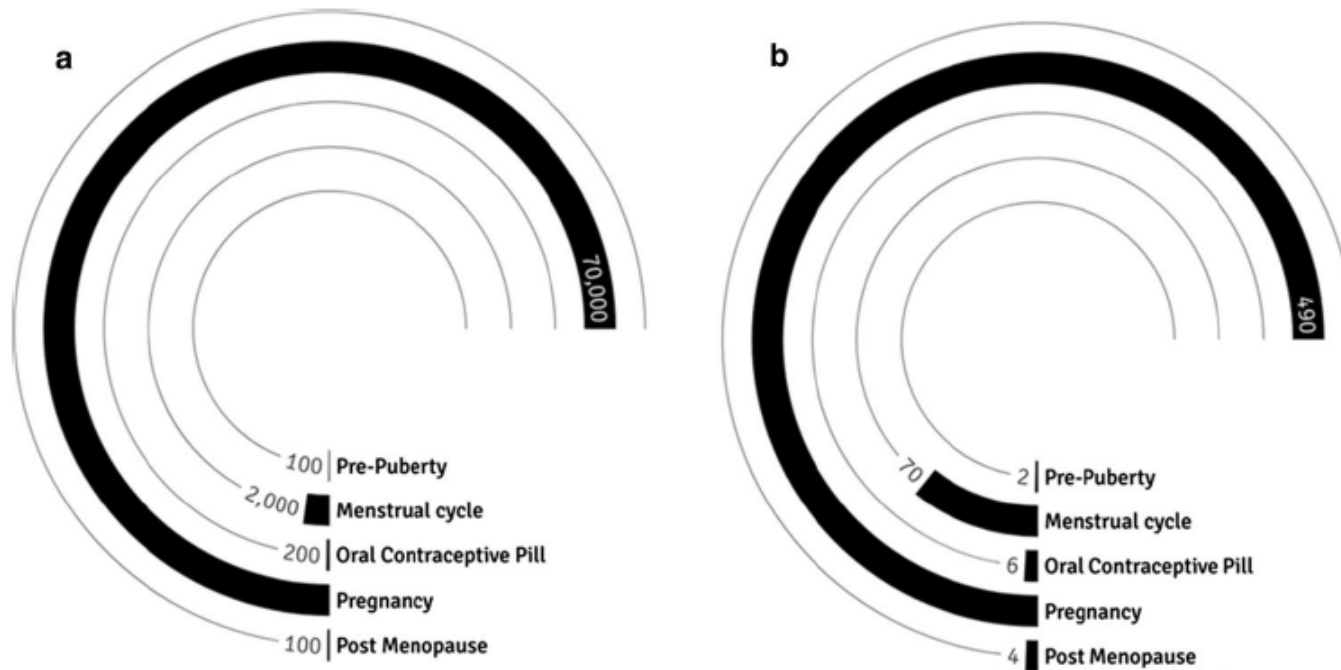 a
70,000
100 Pre-Puberty
2,000 Menstrual cycle
200 Oral Contraceptive Pill
Pregnancy
100 Post Menopause
b
490
2 Pre-Puberty
70 Menstrual cycle
6 Oral Contraceptive Pill
Pregnancy
4 Post Menopause